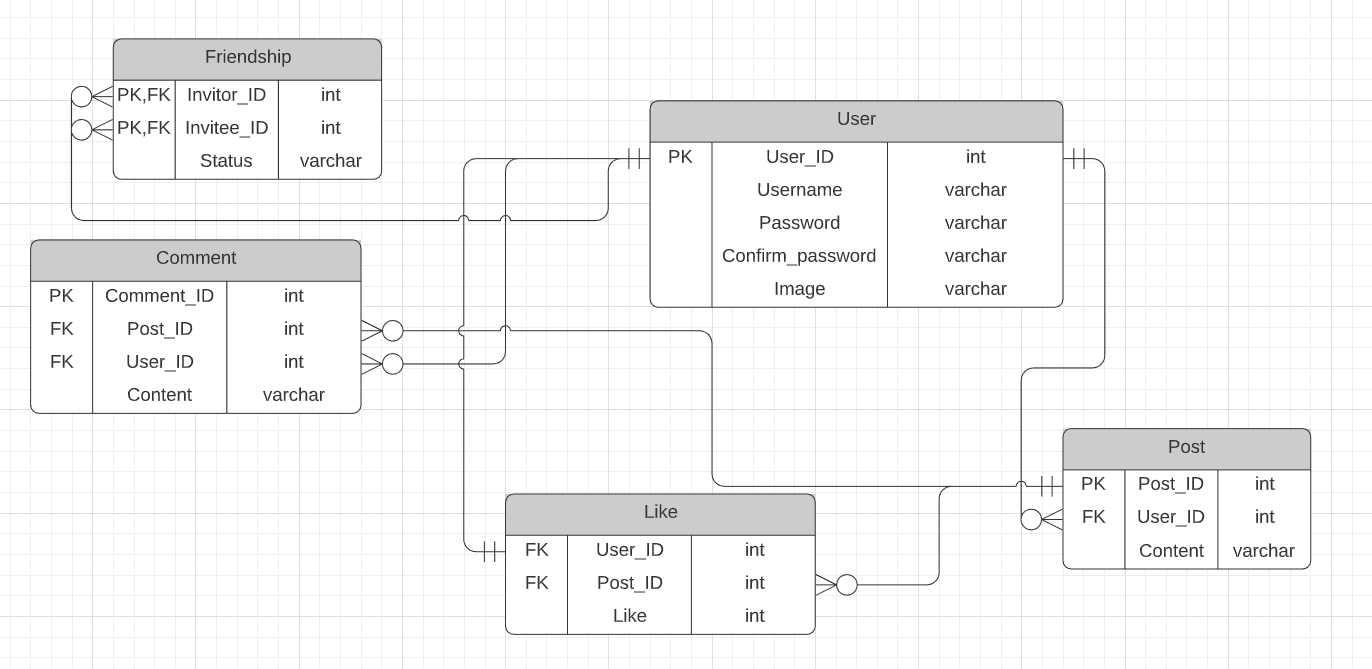 Friendship
PK,FK Invitor_ID int
PK,FK Invitee_ID int
Status varchar
User
PK User_ID int
Username varchar
Password varchar
Confirm_password varchar
Image varchar
Comment
PK Comment_ID int
FK Post_ID int
FK User_ID int
Content varchar
Post
PK Post_ID int
FK User_ID int
Content varchar
Like
FK User_ID int
FK Post_ID int
Like int